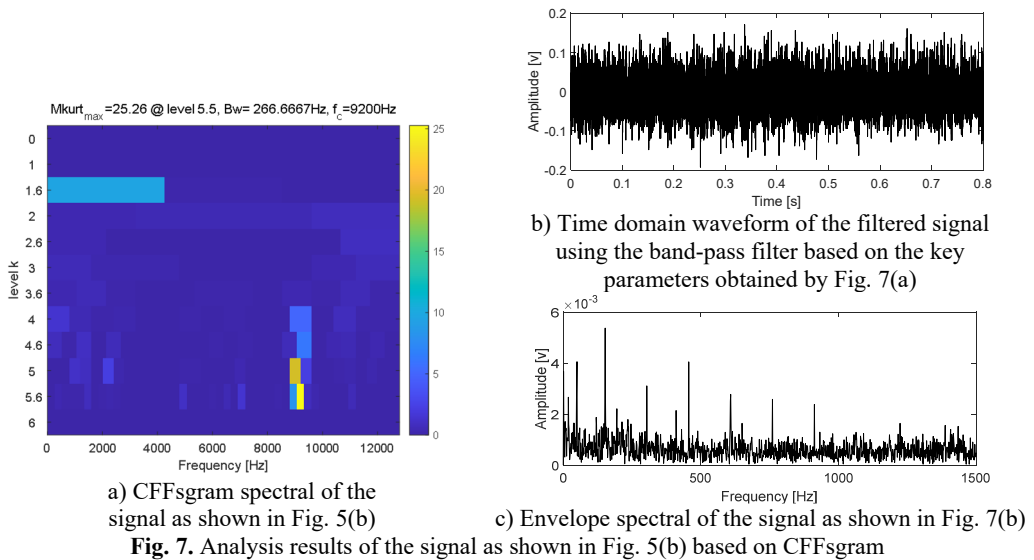 Mkurt_max=25.26 @ level 5.5, Bw= 266.6667Hz, f_c=9200Hz
level k
0
1
1.6
2
2.6
3
3.6
4
4.6
5
5.6
6
0 2000 4000 6000 8000 10000 12000
Frequency [Hz]
25
20
15
10
5
0
a) CFFsgram spectral of the
signal as shown in Fig. 5(b)
Amplitude [v]
0.2
0.1
0
-0.1
-0.2
0 0.1 0.2 0.3 0.4 0.5 0.6 0.7 0.8
Time [s]
b) Time domain waveform of the filtered signal
using the band-pass filter based on the key
parameters obtained by Fig. 7(a)
× 10^-3
Amplitude [v]
6
4
2
0
0 500 1000 1500
Frequency [Hz]
c) Envelope spectral of the signal as shown in Fig. 7(b)
Fig. 7. Analysis results of the signal as shown in Fig. 5(b) based on CFFsgram